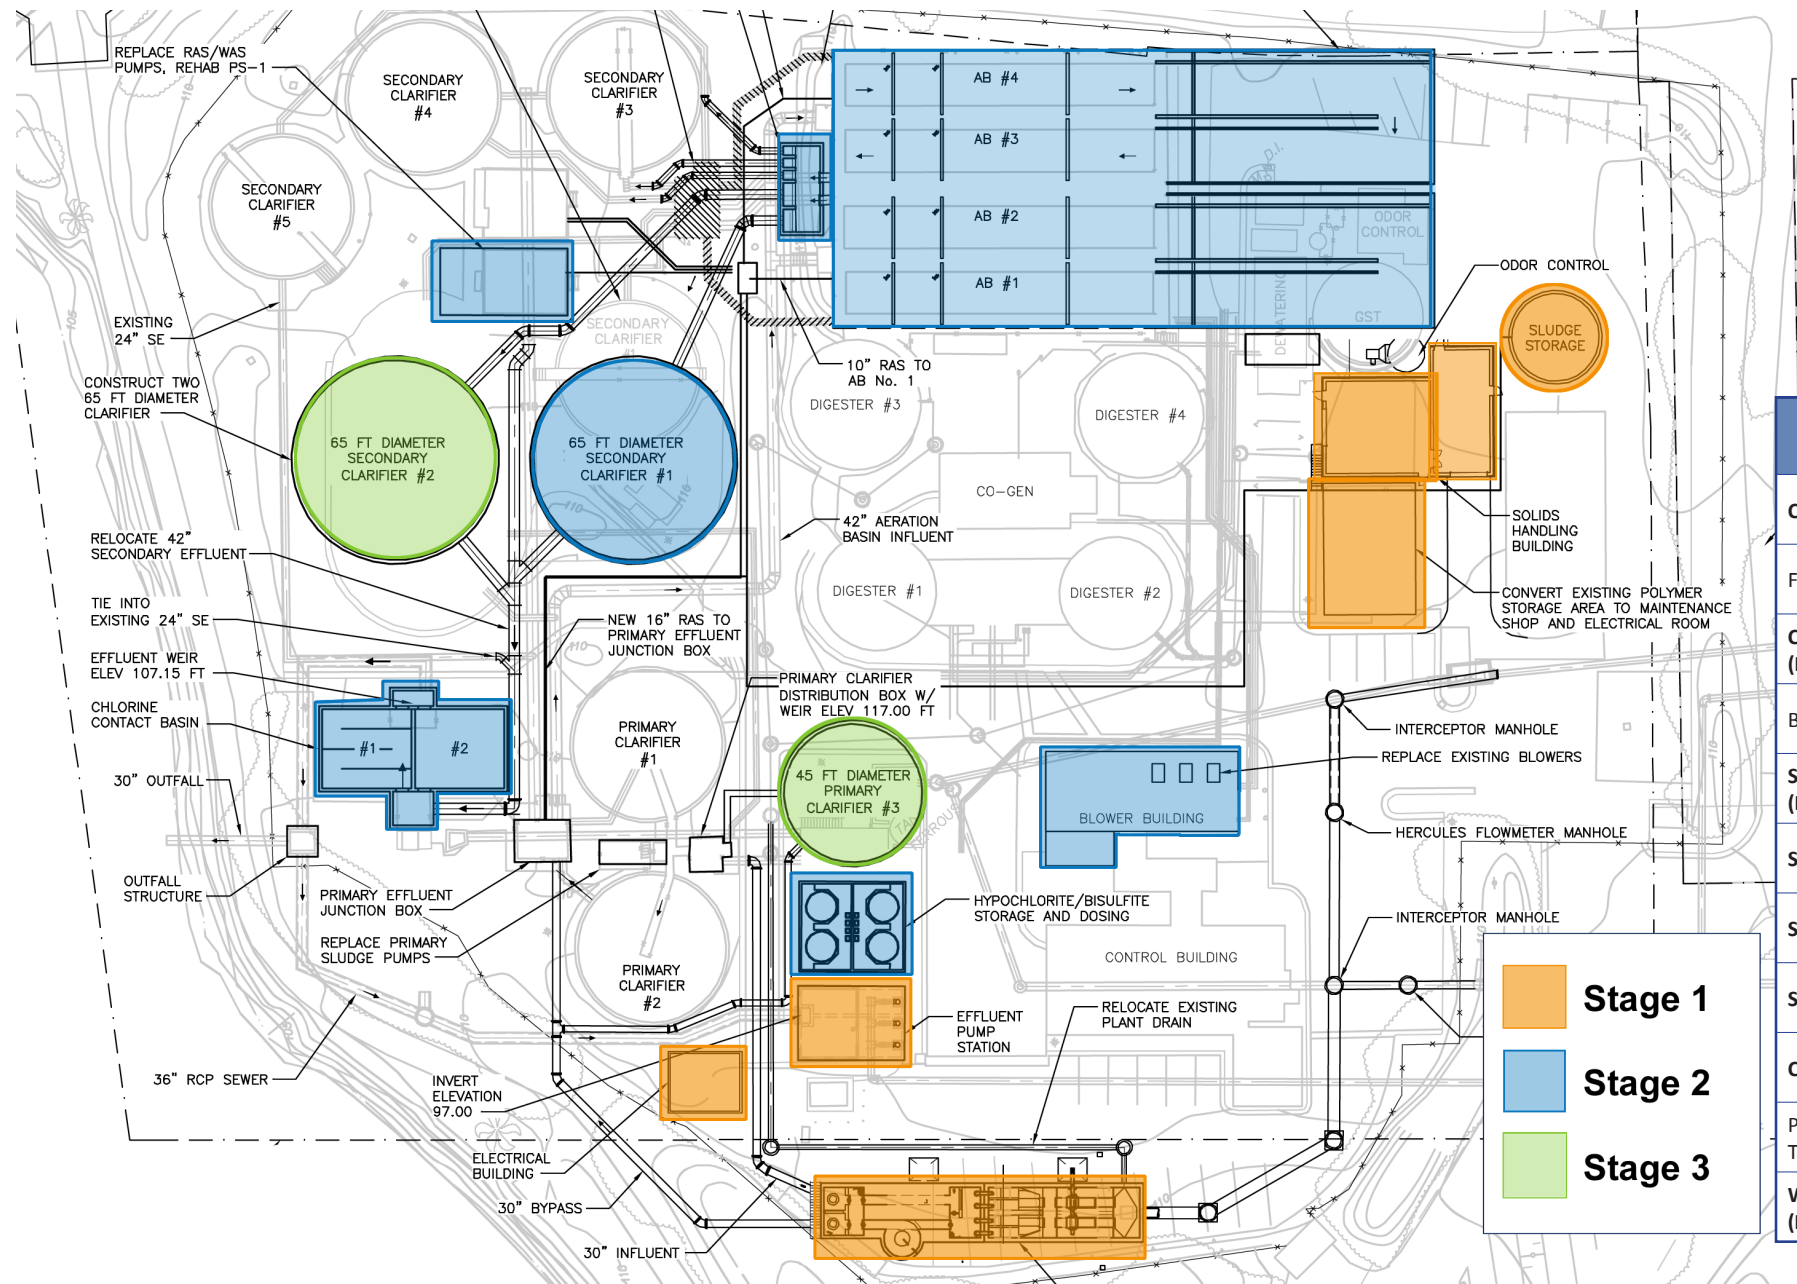 REPLACE RAS/WAS
PUMPS, REHAB PS-1
SECONDARY
CLARIFIER
#4
SECONDARY
CLARIFIER
#3
SECONDARY
CLARIFIER
#5
AB #4
AB #3
AB #2
AB #1
ODOR
CONTROL
DEWATERING
GST
ODOR CONTROL
SLUDGE
STORAGE
EXISTING
24" SE
SECONDARY
CLARIFIER
#1
10" RAS TO
AB No. 1
CONSTRUCT TWO
65 FT DIAMETER
CLARIFIER
65 FT DIAMETER
SECONDARY
CLARIFIER #2
65 FT DIAMETER
SECONDARY
CLARIFIER #1
DIGESTER #3
DIGESTER #4
CO-GEN
42" AERATION
BASIN INFLUENT
SOLIDS
HANDLING
BUILDING
RELOCATE 42"
SECONDARY EFFLUENT
DIGESTER #1
DIGESTER #2
CONVERT EXISTING POLYMER
STORAGE AREA TO MAINTENANCE
SHOP AND ELECTRICAL ROOM
TIE INTO
EXISTING 24" SE
NEW 16" RAS TO
PRIMARY EFFLUENT
JUNCTION BOX
EFFLUENT WEIR
ELEV 107.15 FT
PRIMARY CLARIFIER
DISTRIBUTION BOX W/
WEIR ELEV 117.00 FT
CHLORINE
CONTACT BASIN
#1
#2
PRIMARY
CLARIFIER
#1
INTERCEPTOR MANHOLE
REPLACE EXISTING BLOWERS
30" OUTFALL
45 FT DIAMETER
PRIMARY
CLARIFIER #3
BLOWER BUILDING
HERCULES FLOWMETER MANHOLE
OUTFALL
STRUCTURE
PRIMARY EFFLUENT
JUNCTION BOX
HYPOCHLORITE/BISULFITE
STORAGE AND DOSING
INTERCEPTOR MANHOLE
REPLACE PRIMARY
SLUDGE PUMPS
PRIMARY
CLARIFIER
#2
CONTROL BUILDING
EFFLUENT
PUMP
STATION
RELOCATE EXISTING
PLANT DRAIN
36" RCP SEWER
INVERT
ELEVATION
97.00
ELECTRICAL
BUILDING
30" BYPASS
30" INFLUENT
Stage 1
Stage 2
Stage 3
110
110
105
110
110
110
110